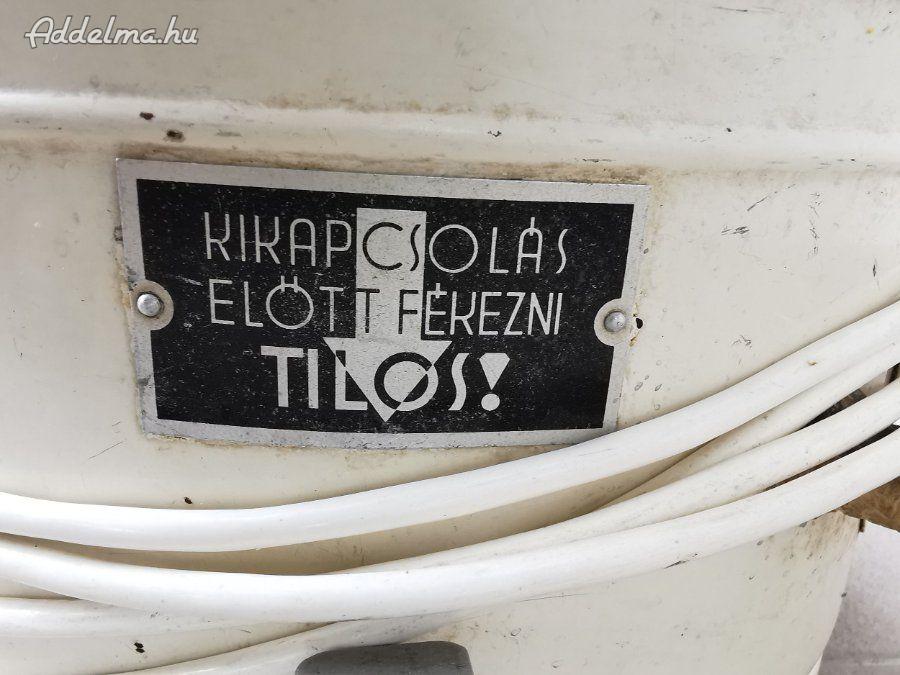 Addelma.hu
KIKAPCSOLÁS
ELŐTT FÉKEZNI
TILOS!